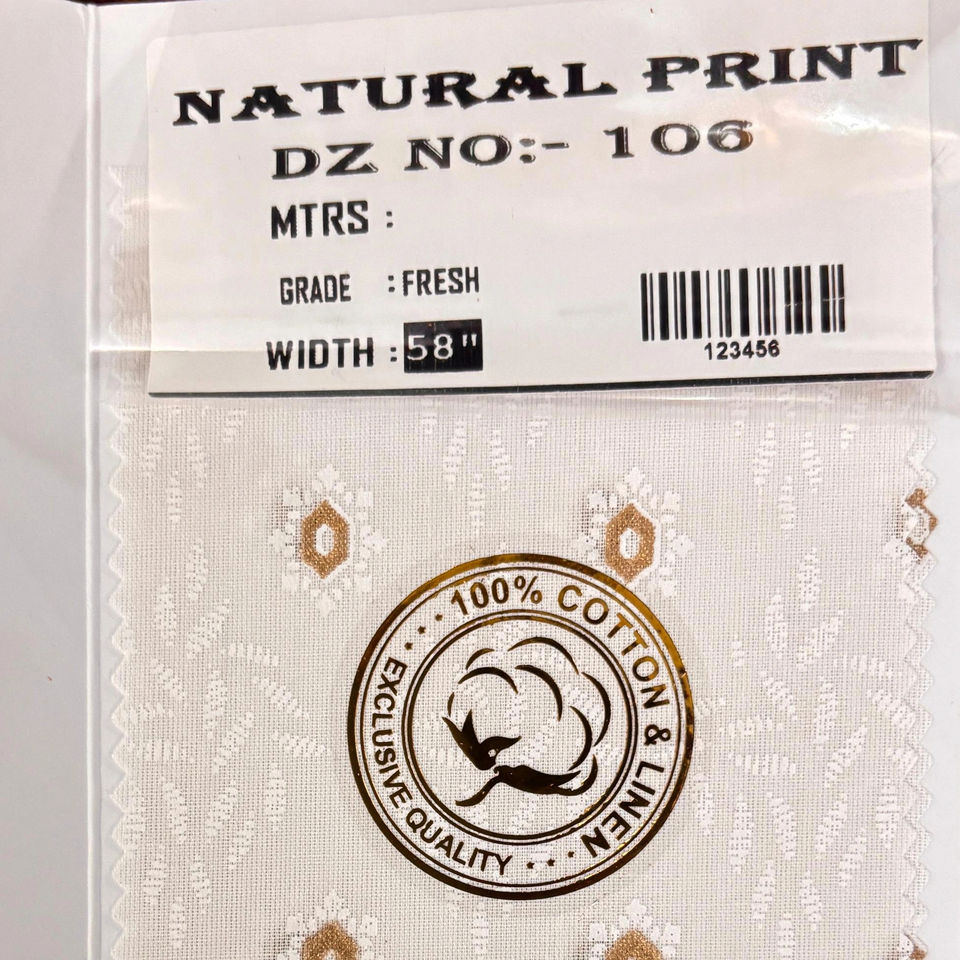 NATURAL PRINT
DZ NO:- 106
MTRS :
GRADE : FRESH
WIDTH : 58"
123456
100% COTTON & LINEN
EXCLUSIVE QUALITY